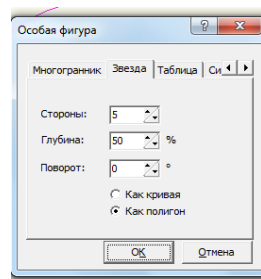 Особая фигура
Многогранник Звезда Таблица Си
Стороны: 5
Глубина: 50 %
Поворот: 0 °
Как кривая
Как полигон
ОК Отмена